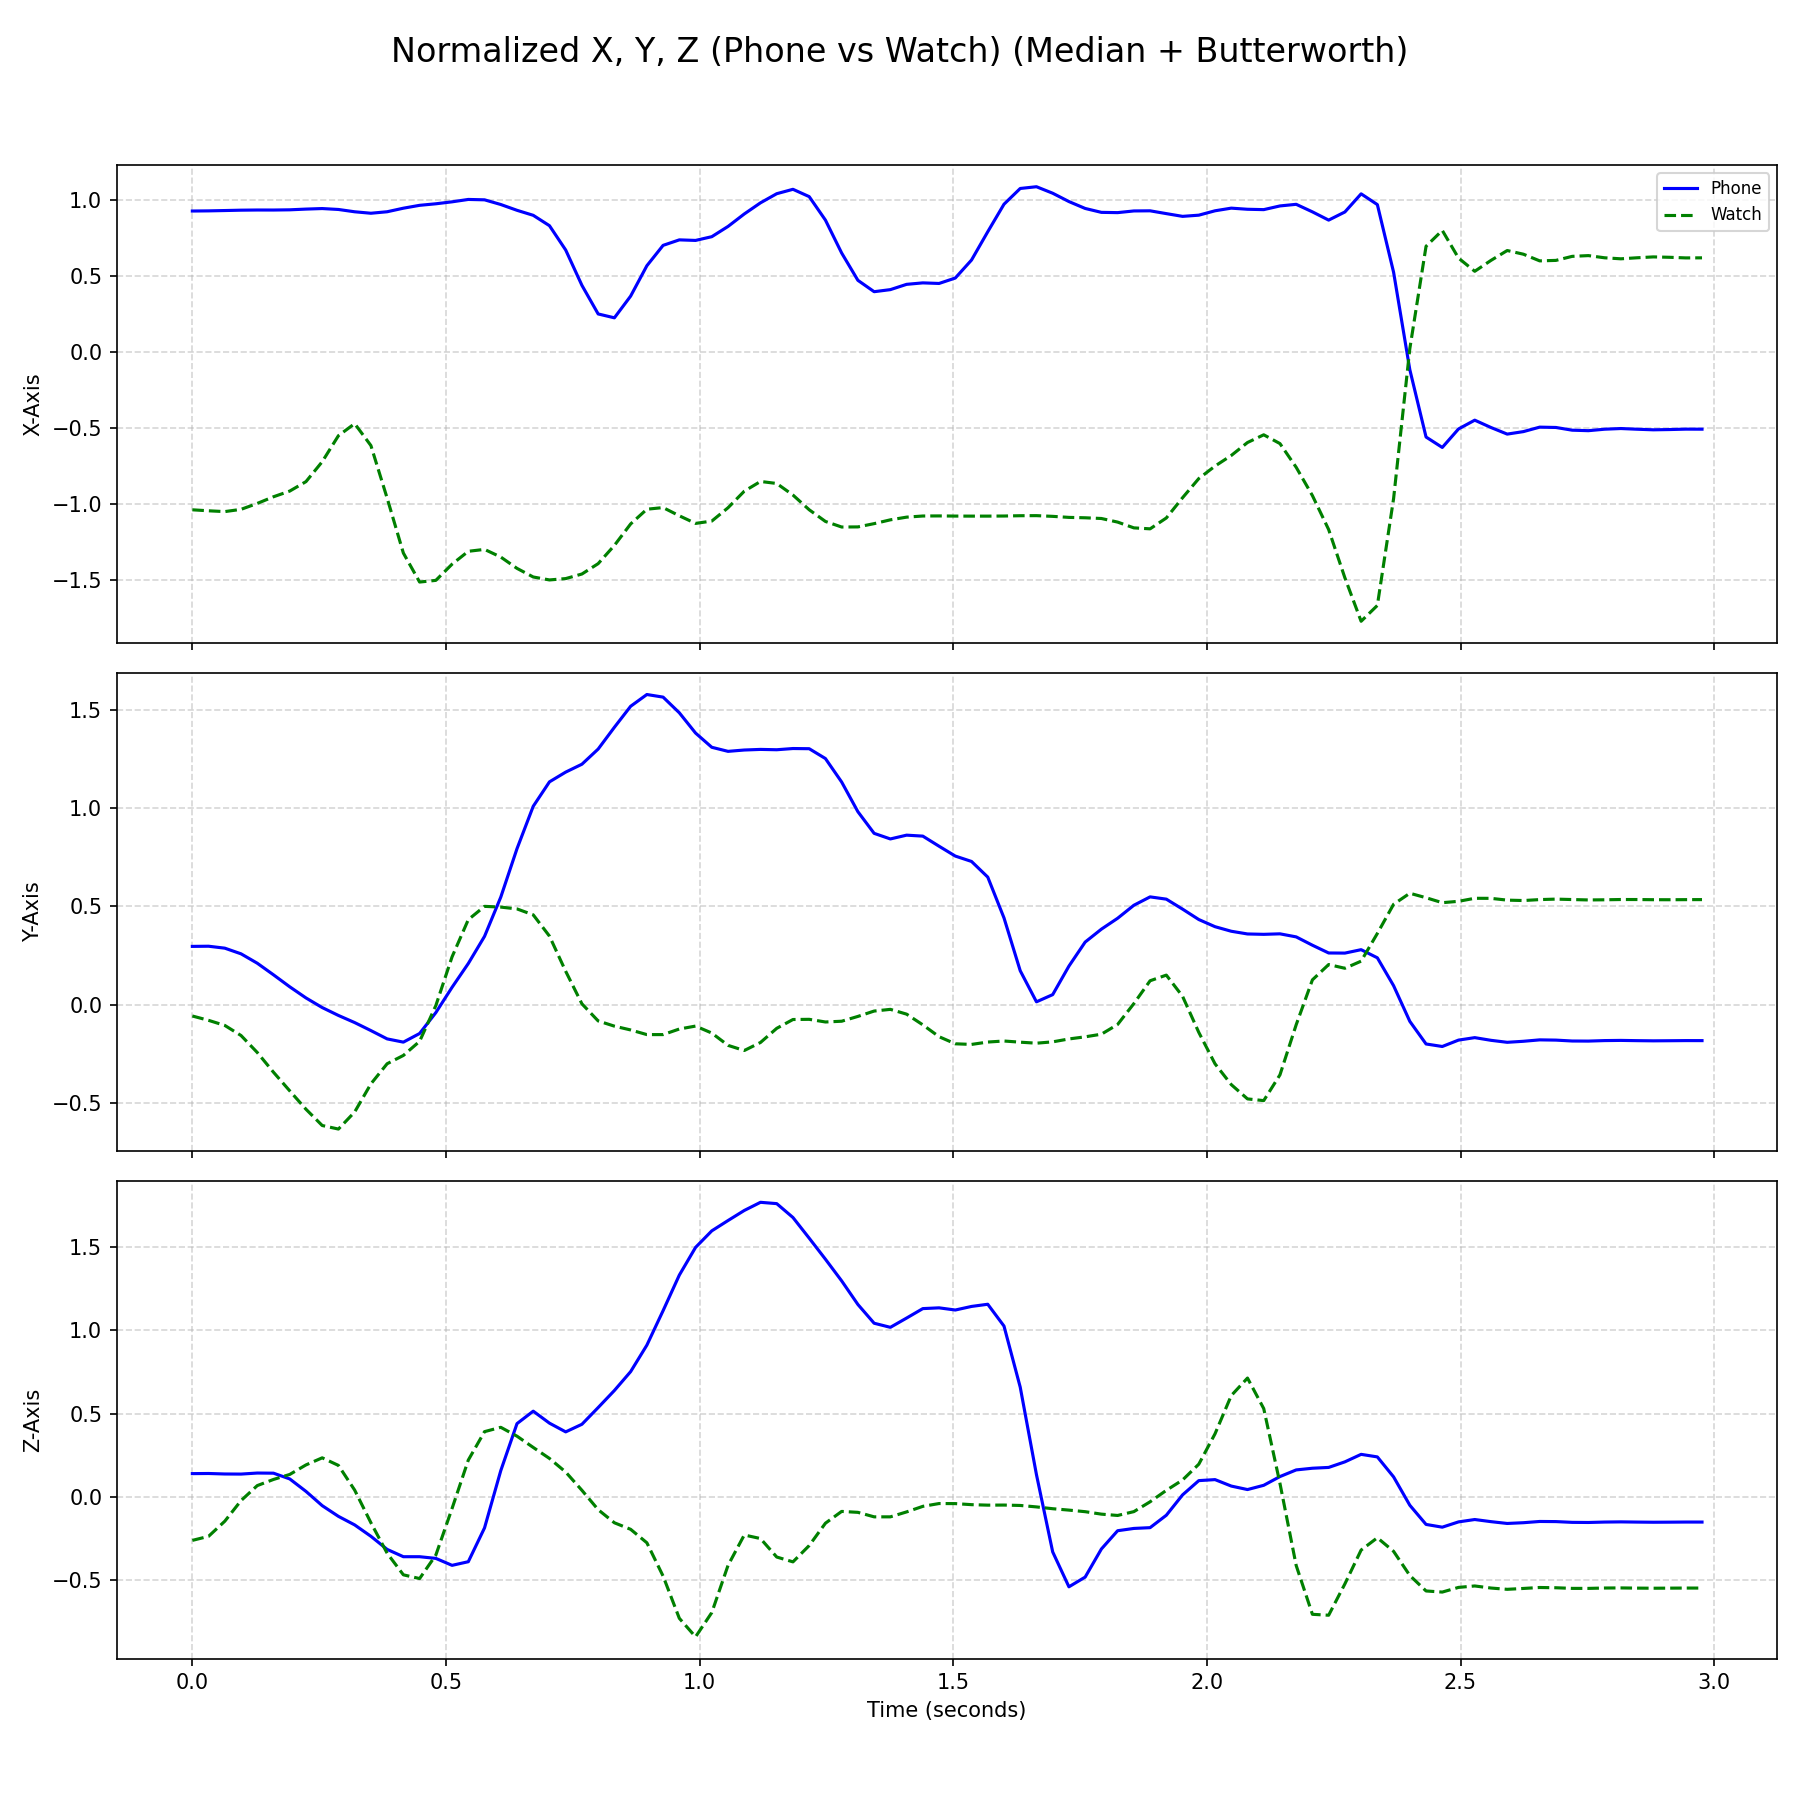 Normalized X, Y, Z (Phone vs Watch) (Median + Butterworth)
Phone
Watch
1.0
0.5
0.0
−0.5
−1.0
−1.5
X-Axis
1.5
1.0
0.5
0.0
−0.5
Y-Axis
1.5
1.0
0.5
0.0
−0.5
Z-Axis
0.0 0.5 1.0 1.5 2.0 2.5 3.0
Time (seconds)